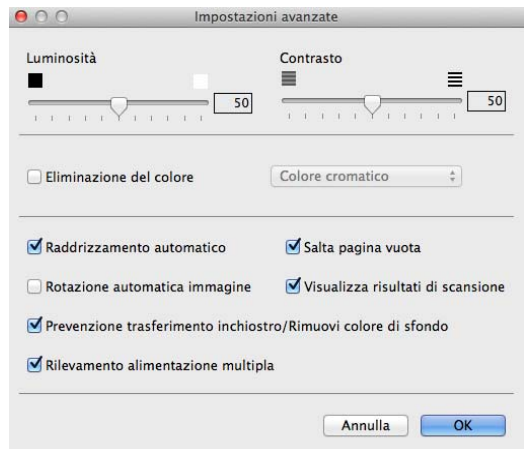 Impostazioni avanzate
Luminosità
Contrasto
50
50
Eliminazione del colore
Colore cromatico
Raddrizzamento automatico
Salta pagina vuota
Rotazione automatica immagine
Visualizza risultati di scansione
Prevenzione trasferimento inchiostro/Rimuovi colore di sfondo
Rilevamento alimentazione multipla
Annulla
OK